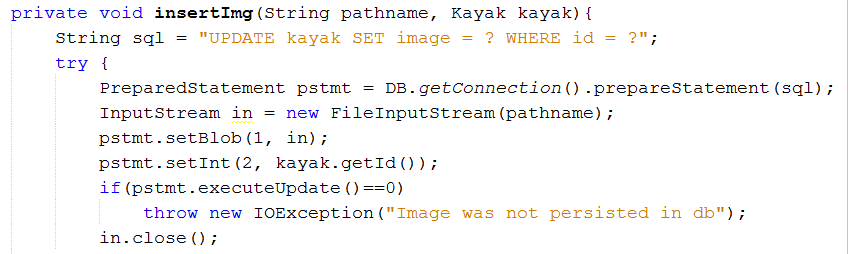 private void insertImg(String pathname, Kayak kayak){
    String sql = "UPDATE kayak SET image = ? WHERE id = ?";
    try {
        PreparedStatement pstmt = DB.getConnection().prepareStatement(sql);
        InputStream in = new FileInputStream(pathname);
        pstmt.setBlob(1, in);
        pstmt.setInt(2, kayak.getId());
        if(pstmt.executeUpdate()==0)
            throw new IOException("Image was not persisted in db");
        in.close();